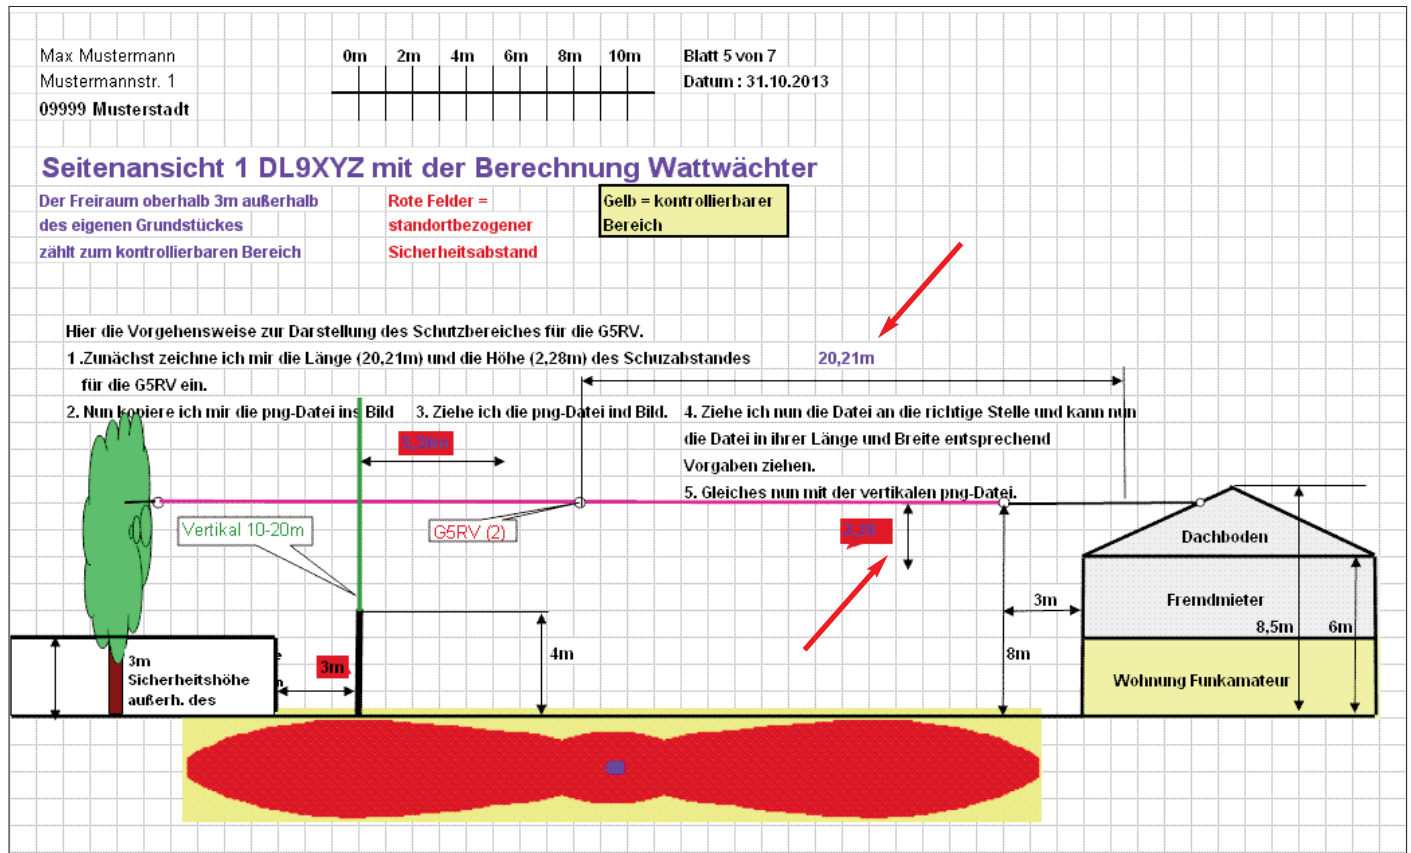 Max Mustermann
Mustermannstr. 1
09999 Musterstadt
0m 2m 4m 6m 8m 10m
Blatt 5 von 7
Datum : 31.10.2013
Seitenansicht 1 DL9XYZ mit der Berechnung Wattwächter
Der Freiraum oberhalb 3m außerhalb
des eigenen Grundstückes
zählt zum kontrollierbaren Bereich
Rote Felder =
standortbezogener
Sicherheitsabstand
Gelb = kontrollierbarer
Bereich
Hier die Vorgehensweise zur Darstellung des Schutzbereiches für die G5RV.
1.Zunächst zeichne ich mir die Länge (20,21m) und die Höhe (2,28m) des Schuzabstandes
für die G5RV ein.
20,21m
2. Nun kopiere ich mir die png-Datei ins Bild
3. Ziehe ich die png-Datei ind Bild.
4. Ziehe ich nun die Datei an die richtige Stelle und kann nun
die Datei in ihrer Länge und Breite entsprechend
Vorgaben ziehen.
5. Gleiches nun mit der vertikalen png-Datei.
Vertikal 10-20m
G5RV (2)
2,28
Dachboden
Fremdmieter
3m
8,5m
6m
8m
4m
3m
Sicherheitshöhe
außerh. des
3m
Wohnung Funkamateur